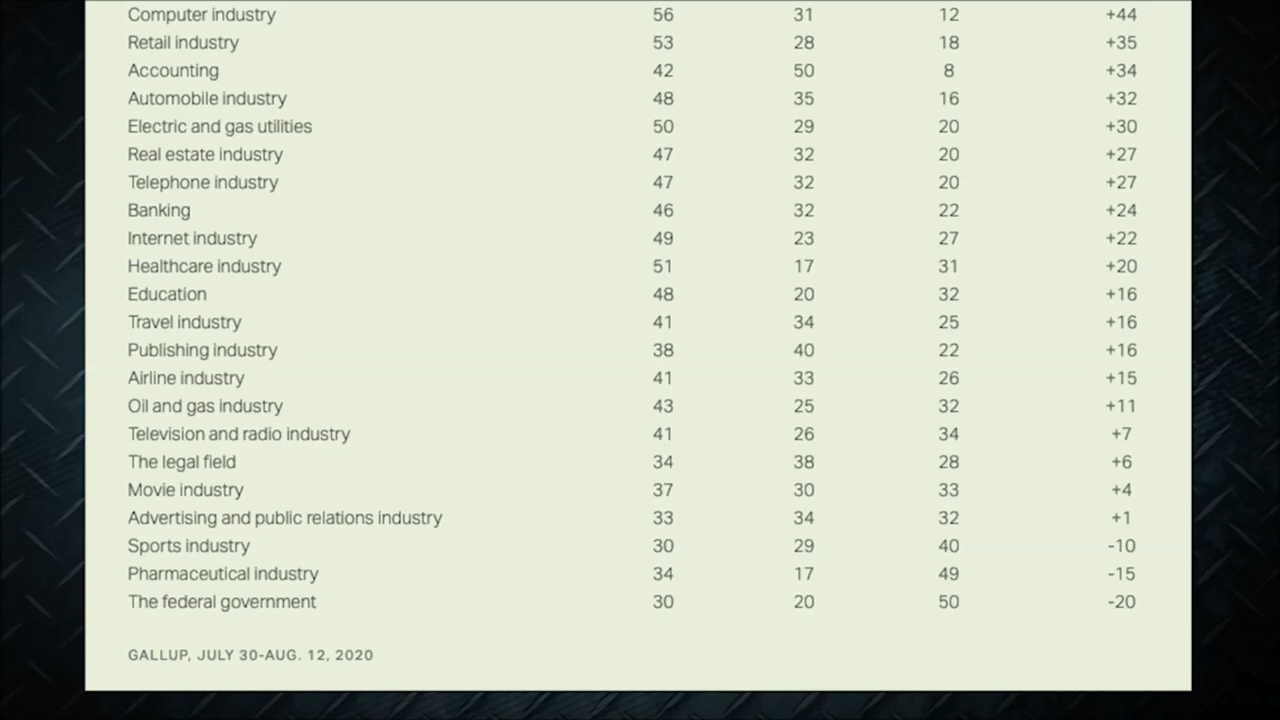 Computer industry 56 31 12 +44
Retail industry 53 28 18 +35
Accounting 42 50 8 +34
Automobile industry 48 35 16 +32
Electric and gas utilities 50 29 20 +30
Real estate industry 47 32 20 +27
Telephone industry 47 32 20 +27
Banking 46 32 22 +24
Internet industry 49 23 27 +22
Healthcare industry 51 17 31 +20
Education 48 20 32 +16
Travel industry 41 34 25 +16
Publishing industry 38 40 22 +16
Airline industry 41 33 26 +15
Oil and gas industry 43 25 32 +11
Television and radio industry 41 26 34 +7
The legal field 34 38 28 +6
Movie industry 37 30 33 +4
Advertising and public relations industry 33 34 32 +1
Sports industry 30 29 40 -10
Pharmaceutical industry 34 17 49 -15
The federal government 30 20 50 -20
GALLUP, JULY 30-AUG. 12, 2020